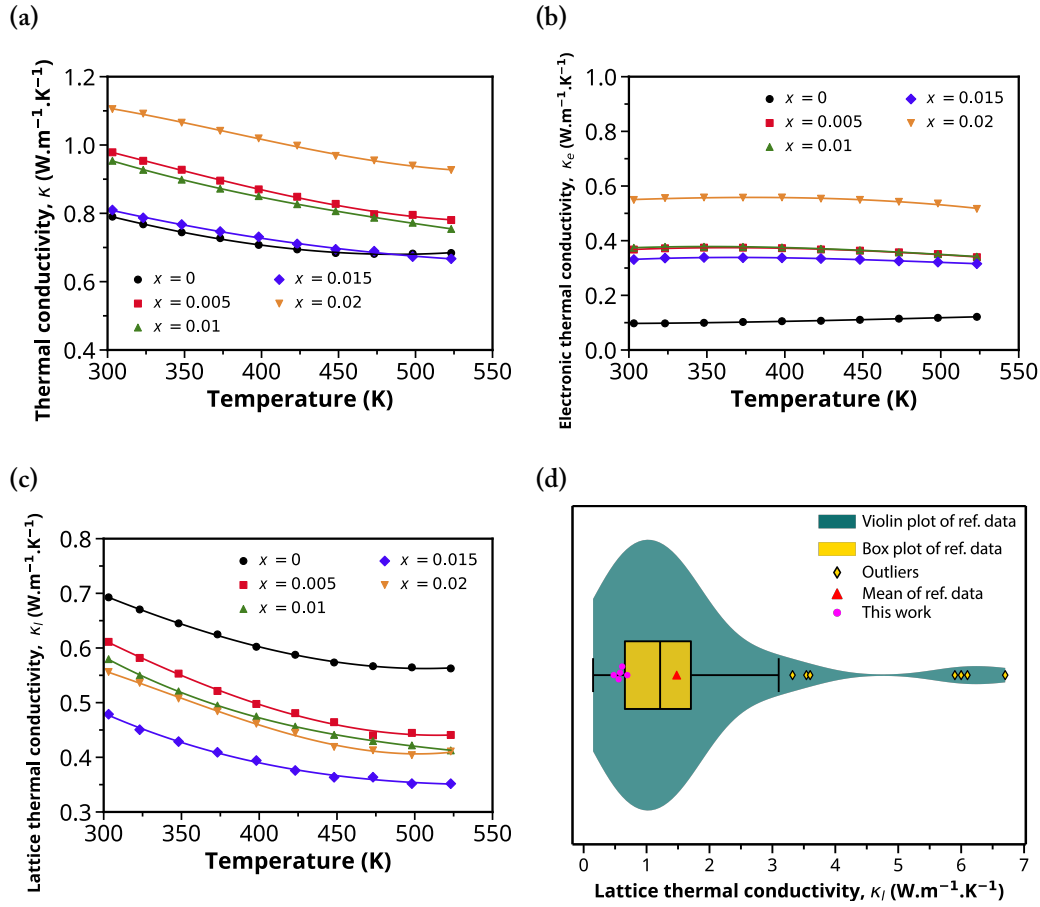 (a)
Thermal conductivity, κ (W.m⁻¹.K⁻¹)
1.2
1.0
0.8
0.6
0.4
x = 0
x = 0.005
x = 0.01
x = 0.015
x = 0.02
300 350 400 450 500 550
Temperature (K)
(b)
Electronic thermal conductivity, κₑ (W.m⁻¹.K⁻¹)
1.0
0.8
0.6
0.4
0.2
0.0
x = 0
x = 0.005
x = 0.01
x = 0.015
x = 0.02
300 350 400 450 500 550
Temperature (K)
(c)
Lattice thermal conductivity, κₗ (W.m⁻¹.K⁻¹)
0.8
0.7
0.6
0.5
0.4
0.3
x = 0
x = 0.005
x = 0.01
x = 0.015
x = 0.02
300 350 400 450 500 550
Temperature (K)
(d)
Violin plot of ref. data
Box plot of ref. data
Outliers
Mean of ref. data
This work
0 1 2 3 4 5 6 7
Lattice thermal conductivity, κₗ (W.m⁻¹.K⁻¹)